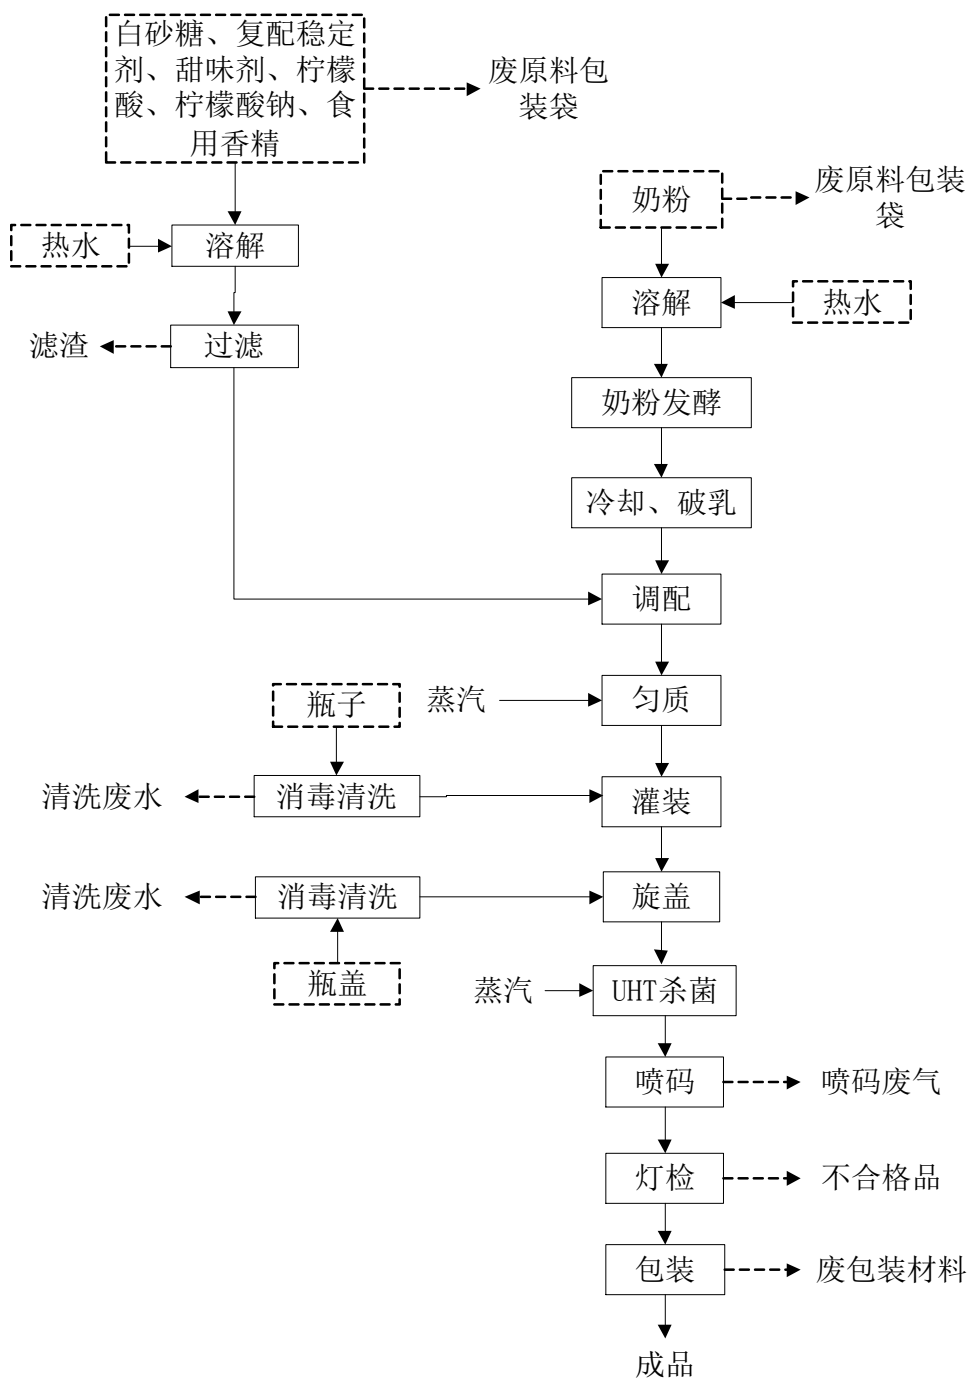 白砂糖、复配稳定
剂、甜味剂、柠檬
酸、柠檬酸钠、食
用香精
废原料包
装袋
奶粉
废原料包装
袋
热水
溶解
溶解
热水
滤渣
过滤
奶粉发酵
冷却、破乳
调配
瓶子
蒸汽
匀质
清洗废水
消毒清洗
灌装
清洗废水
消毒清洗
旋盖
瓶盖
蒸汽
UHT杀菌
喷码
喷码废气
灯检
不合格品
包装
废包装材料
成品